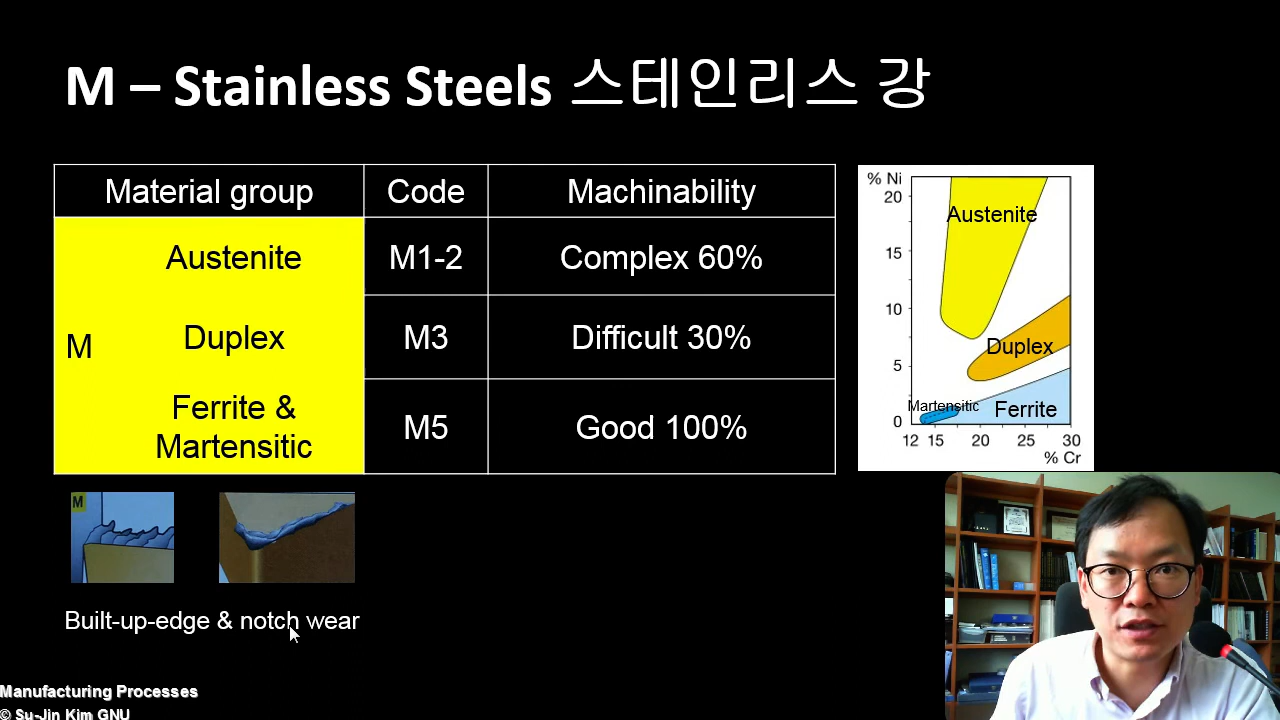 M – Stainless Steels 스테인리스 강
Material group Code Machinability
M
Austenite M1-2 Complex 60%
Duplex M3 Difficult 30%
Ferrite &
Martensitic M5 Good 100%
% Ni
20
15
10
5
0
Austenite
Duplex
Martensitic Ferrite
12 15 20 25 30
% Cr
M
Built-up-edge & notch wear
Manufacturing Processes
© Su-Jin Kim GNU